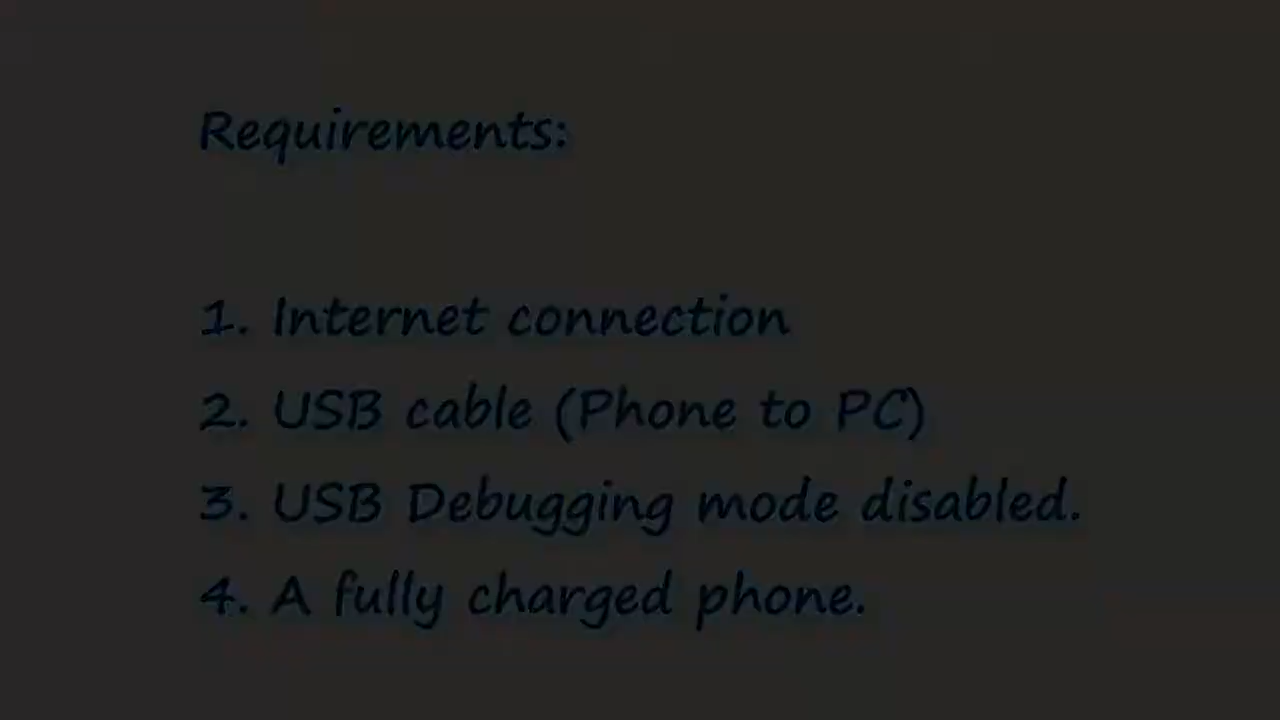 Requirements:
1. Internet connection
2. USB cable (Phone to PC)
3. USB Debugging mode disabled.
4. A fully charged phone.